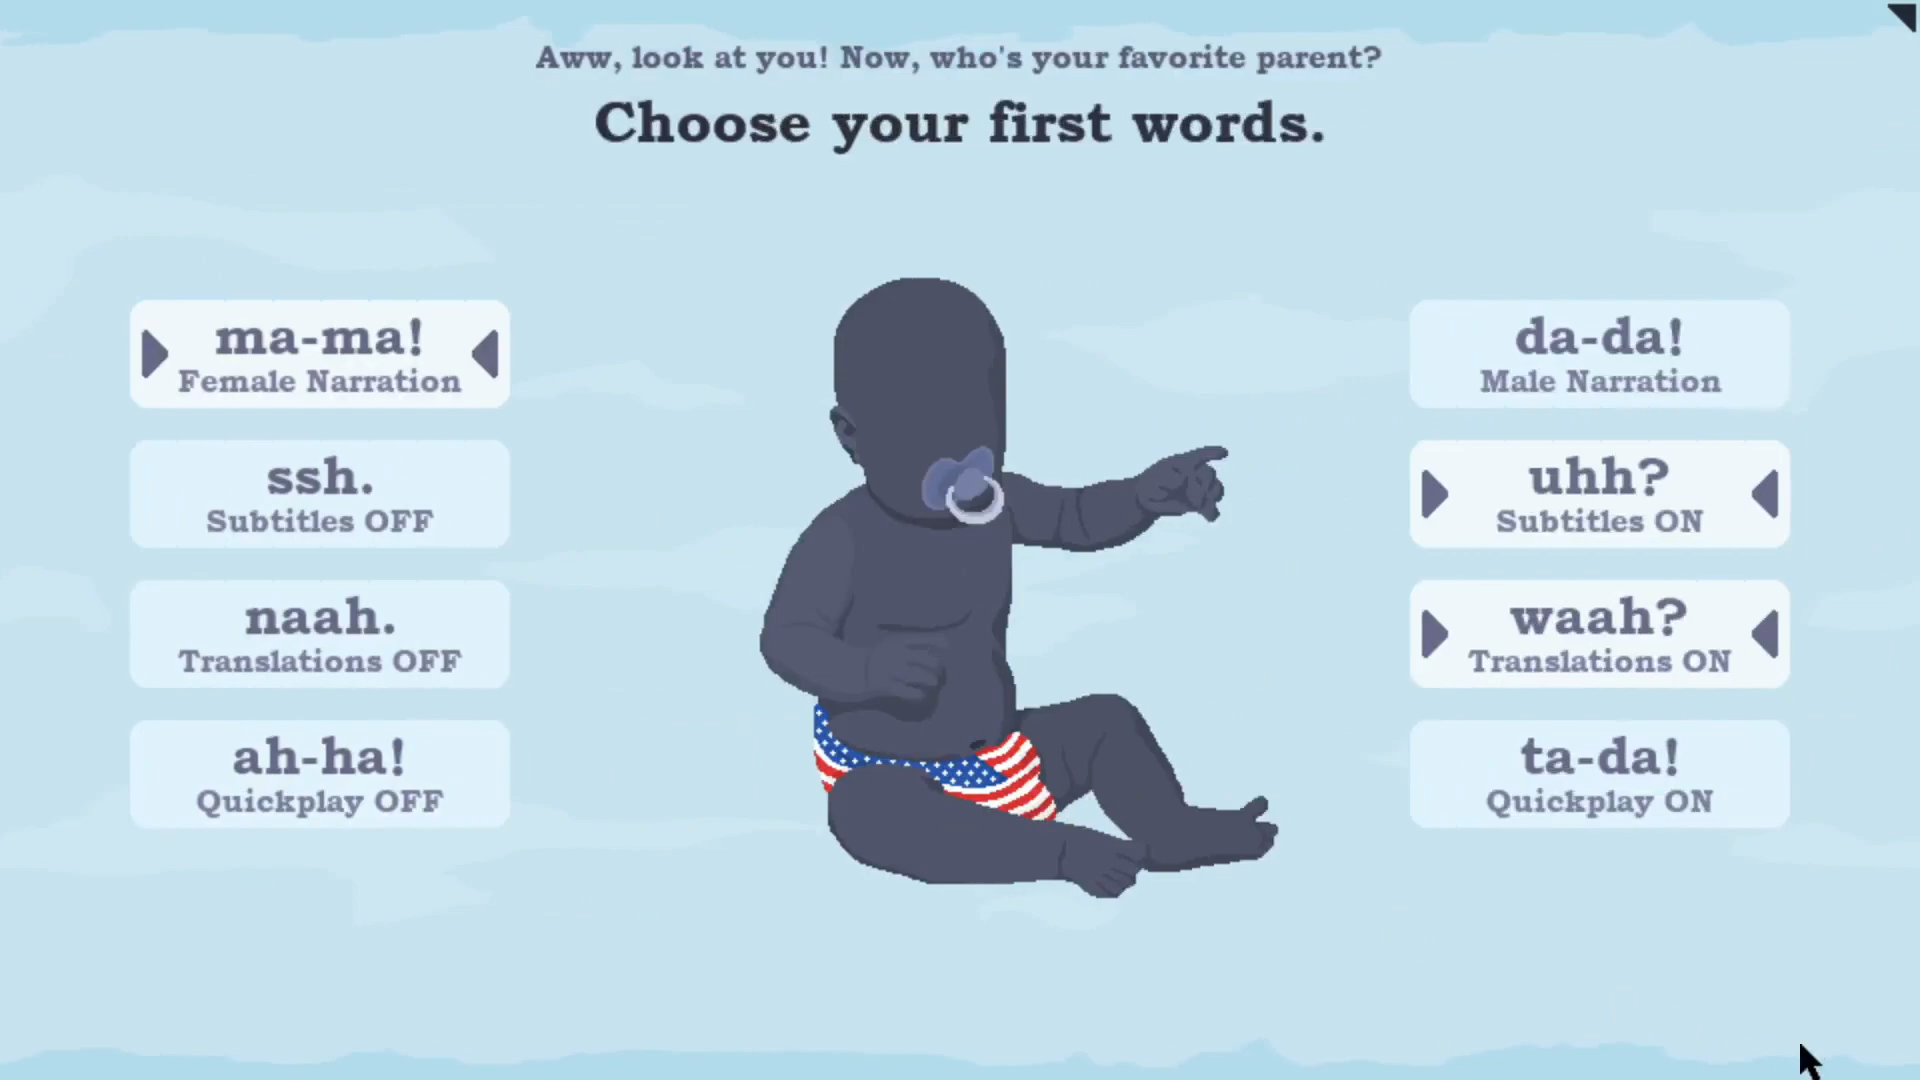 Aww, look at you! Now, who's your favorite parent?
Choose your first words.
ma-ma!
Female Narration
da-da!
Male Narration
ssh.
Subtitles OFF
uhh?
Subtitles ON
naah.
Translations OFF
waah?
Translations ON
ah-ha!
Quickplay OFF
ta-da!
Quickplay ON